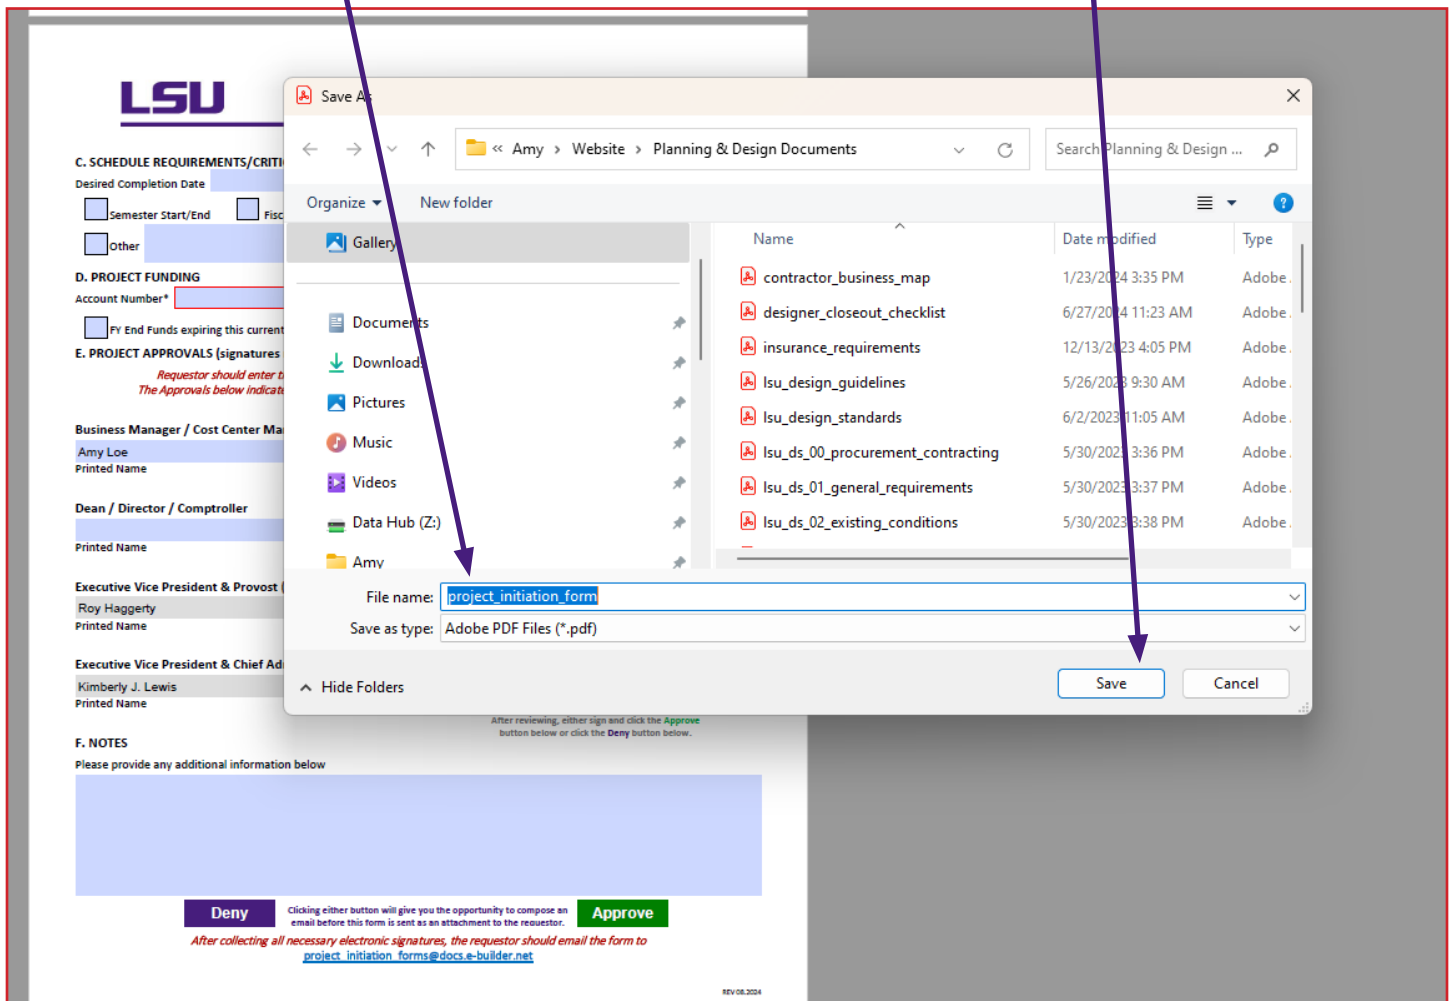 LSU
C. SCHEDULE REQUIREMENTS/CRITI
Desired Completion Date
Semester Start/End Fisc
Other
D. PROJECT FUNDING
Account Number*
FY End Funds expiring this current
E. PROJECT APPROVALS (signatures
Requestor should enter t
The Approvals below indicate
Business Manager / Cost Center Ma
Amy Loe
Printed Name
Dean / Director / Comptroller
Printed Name
Executive Vice President & Provost (
Roy Haggerty
Printed Name
Executive Vice President & Chief Ad
Kimberly J. Lewis
Printed Name
Save As
« Amy > Website > Planning & Design Documents
Search Planning & Design ...
Organize New folder
Gallery
Documents
Downloads
Pictures
Music
Videos
Data Hub (Z:)
Amy
Name Date modified Type
contractor_business_map 1/23/2024 3:35 PM Adobe
designer_closeout_checklist 6/27/2024 11:23 AM Adobe
insurance_requirements 12/13/2023 4:05 PM Adobe
lsu_design_guidelines 5/26/2023 9:30 AM Adobe
lsu_design_standards 6/2/2023 11:05 AM Adobe
lsu_ds_00_procurement_contracting 5/30/2023 3:36 PM Adobe
lsu_ds_01_general_requirements 5/30/2023 3:37 PM Adobe
lsu_ds_02_existing_conditions 5/30/2023 3:38 PM Adobe
File name: project_initiation_form
Save as type: Adobe PDF Files (*.pdf)
Hide Folders
Save Cancel
After reviewing, either sign and click the Approve
button below or click the Deny button below.
F. NOTES
Please provide any additional information below
Deny
Clicking either button will give you the opportunity to compose an
email before this form is sent as an attachment to the requestor.
Approve
After collecting all necessary electronic signatures, the requestor should email the form to
project_initiation_forms@docs.e-builder.net
REV 08.2024